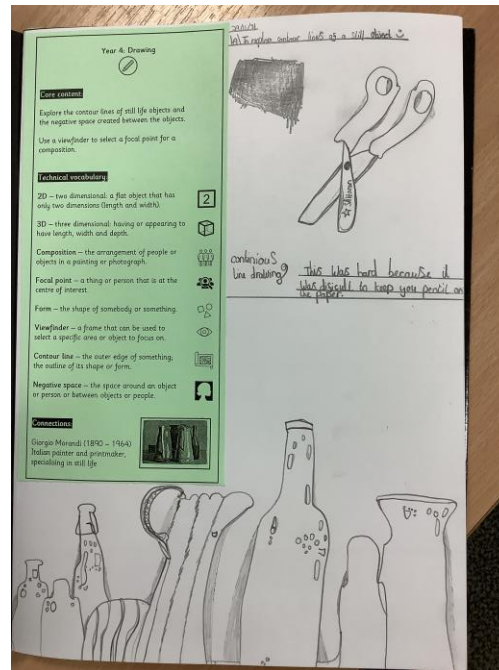 Year 4: Drawing
Core content:
Explore the contour lines of still life objects and
the negative space created between the objects.
Use a viewfinder to select a focal point for a
composition.
Technical vocabulary:
2D – two dimensional: a flat object that has
only two dimensions (length and width).
2
3D – three dimensional: having or appearing to
have length, width and depth.
Composition – the arrangement of people or
objects in a painting or photograph.
Focal point – a thing or person that is at the
centre of interest.
Form – the shape of somebody or something.
Viewfinder – a frame that can be used to
select a specific area or object to focus on.
Contour line – the outer edge of something;
the outline of its shape or form.
Negative space – the space around an object
or person or between objects or people.
Connections:
Giorgio Morandi (1890 – 1964)
Italian painter and printmaker,
specialising in still life
To explore contour lines of a still object
continious
line drawing
This was hard because it
was dificult to keep you pencil on
the paper.